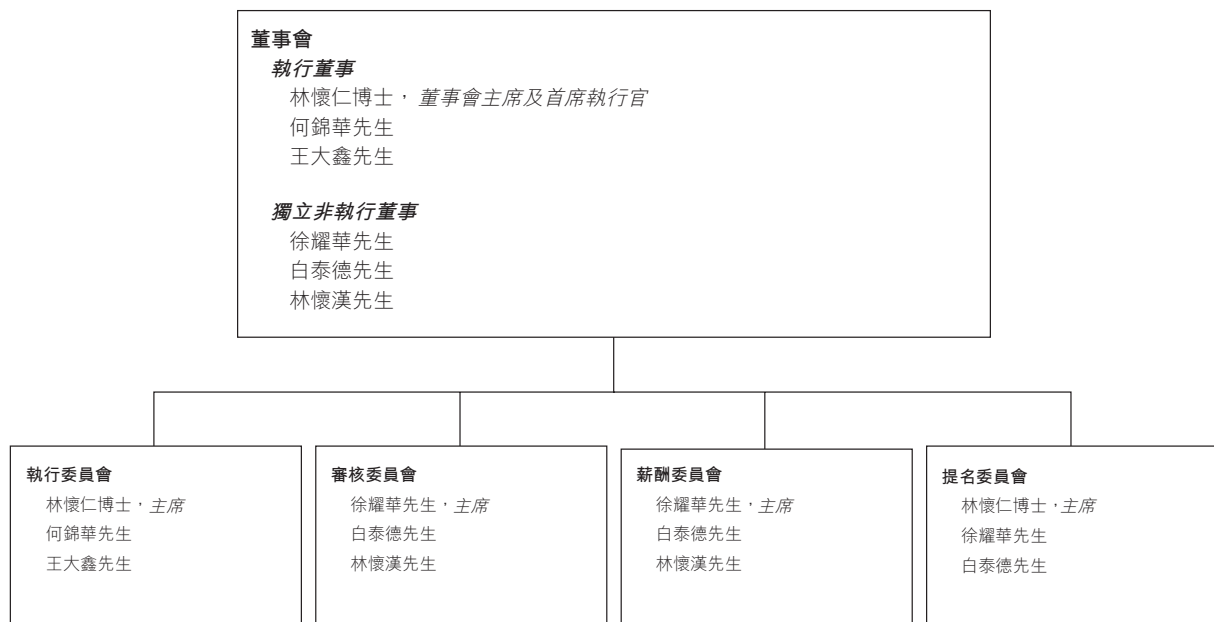 董事會
執行董事
林懷仁博士，董事會主席及首席執行官
何錦華先生
王大鑫先生
獨立非執行董事
徐耀華先生
白泰德先生
林懷漢先生
執行委員會
林懷仁博士，主席
何錦華先生
王大鑫先生
審核委員會
徐耀華先生，主席
白泰德先生
林懷漢先生
薪酬委員會
徐耀華先生，主席
白泰德先生
林懷漢先生
提名委員會
林懷仁博士，主席
徐耀華先生
白泰德先生